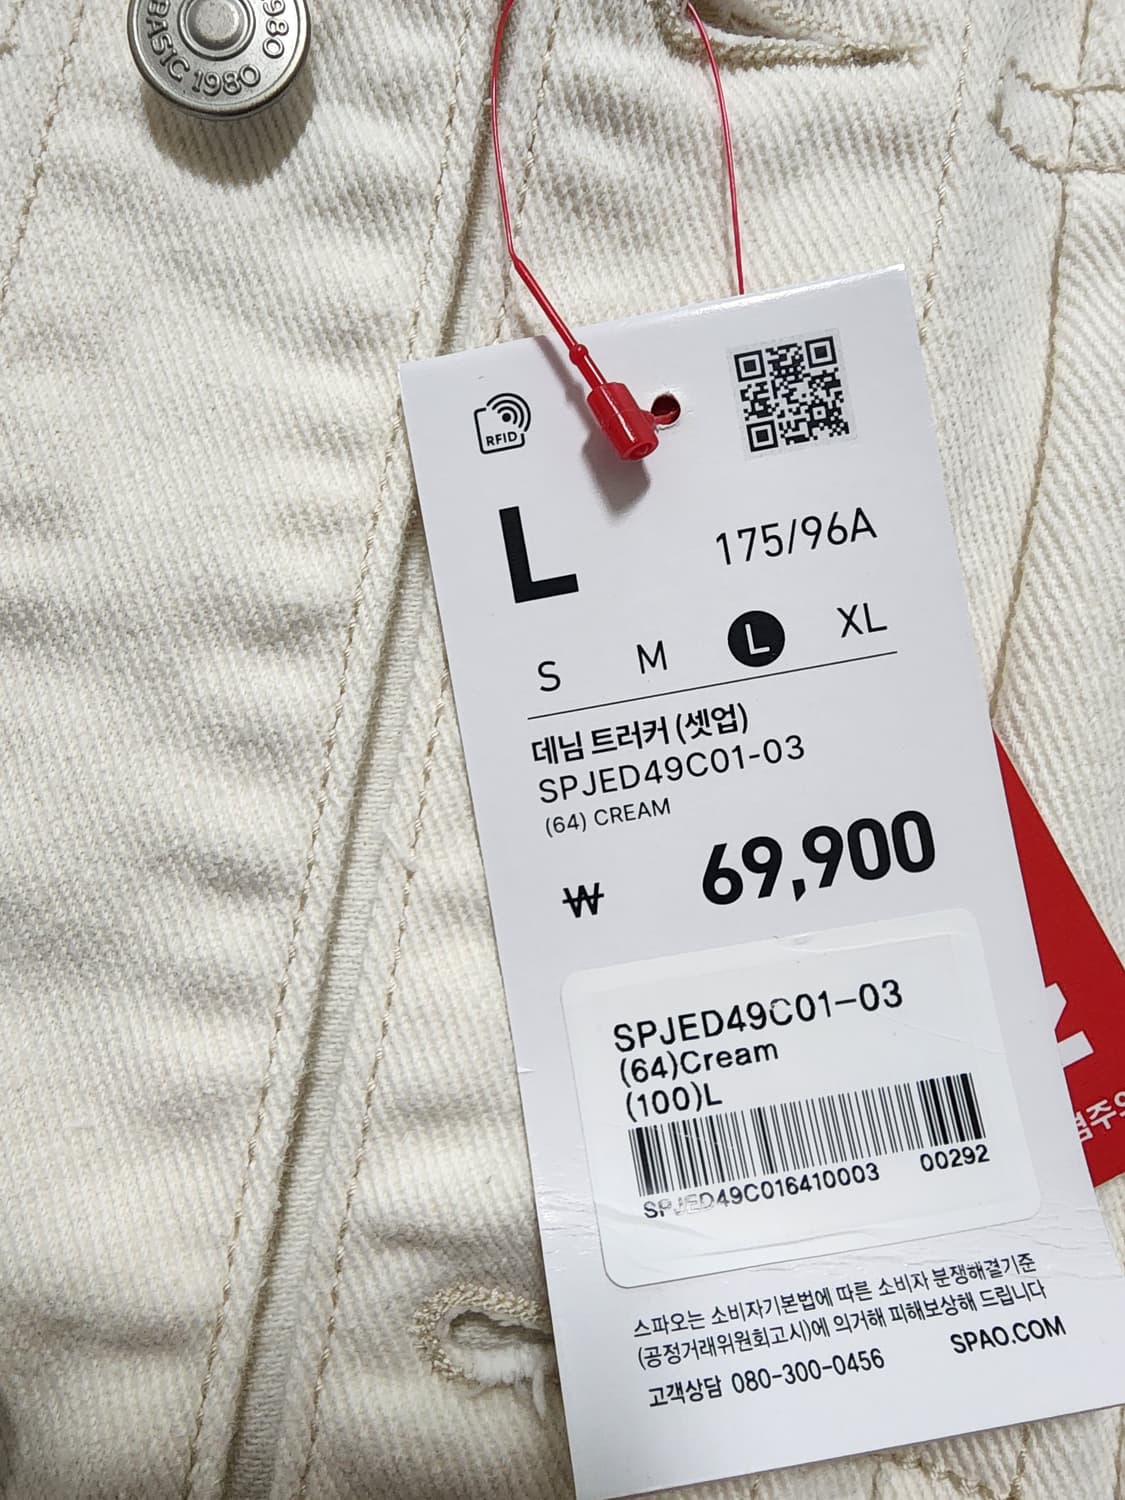 BASIC 1980
1980
RFID
L
175/96A
S M L XL
데님 트러커 (셋업)
SPJED49C01-03
(64) CREAM
₩ 69,900
SPJED49C01-03
(64)Cream
(100)L
SPJED49C016410003 00292
스파오는 소비자기본법에 따른 소비자 분쟁해결기준
(공정거래위원회고시)에 의거해 피해보상해 드립니다
고객상담 080-300-0456 SPAO.COM